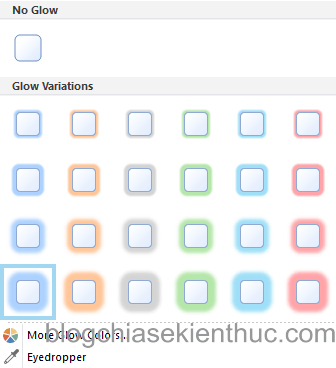 No Glow
Glow Variations
More Glow Colors...
blogchiasekienthuc.com
Eyedropper